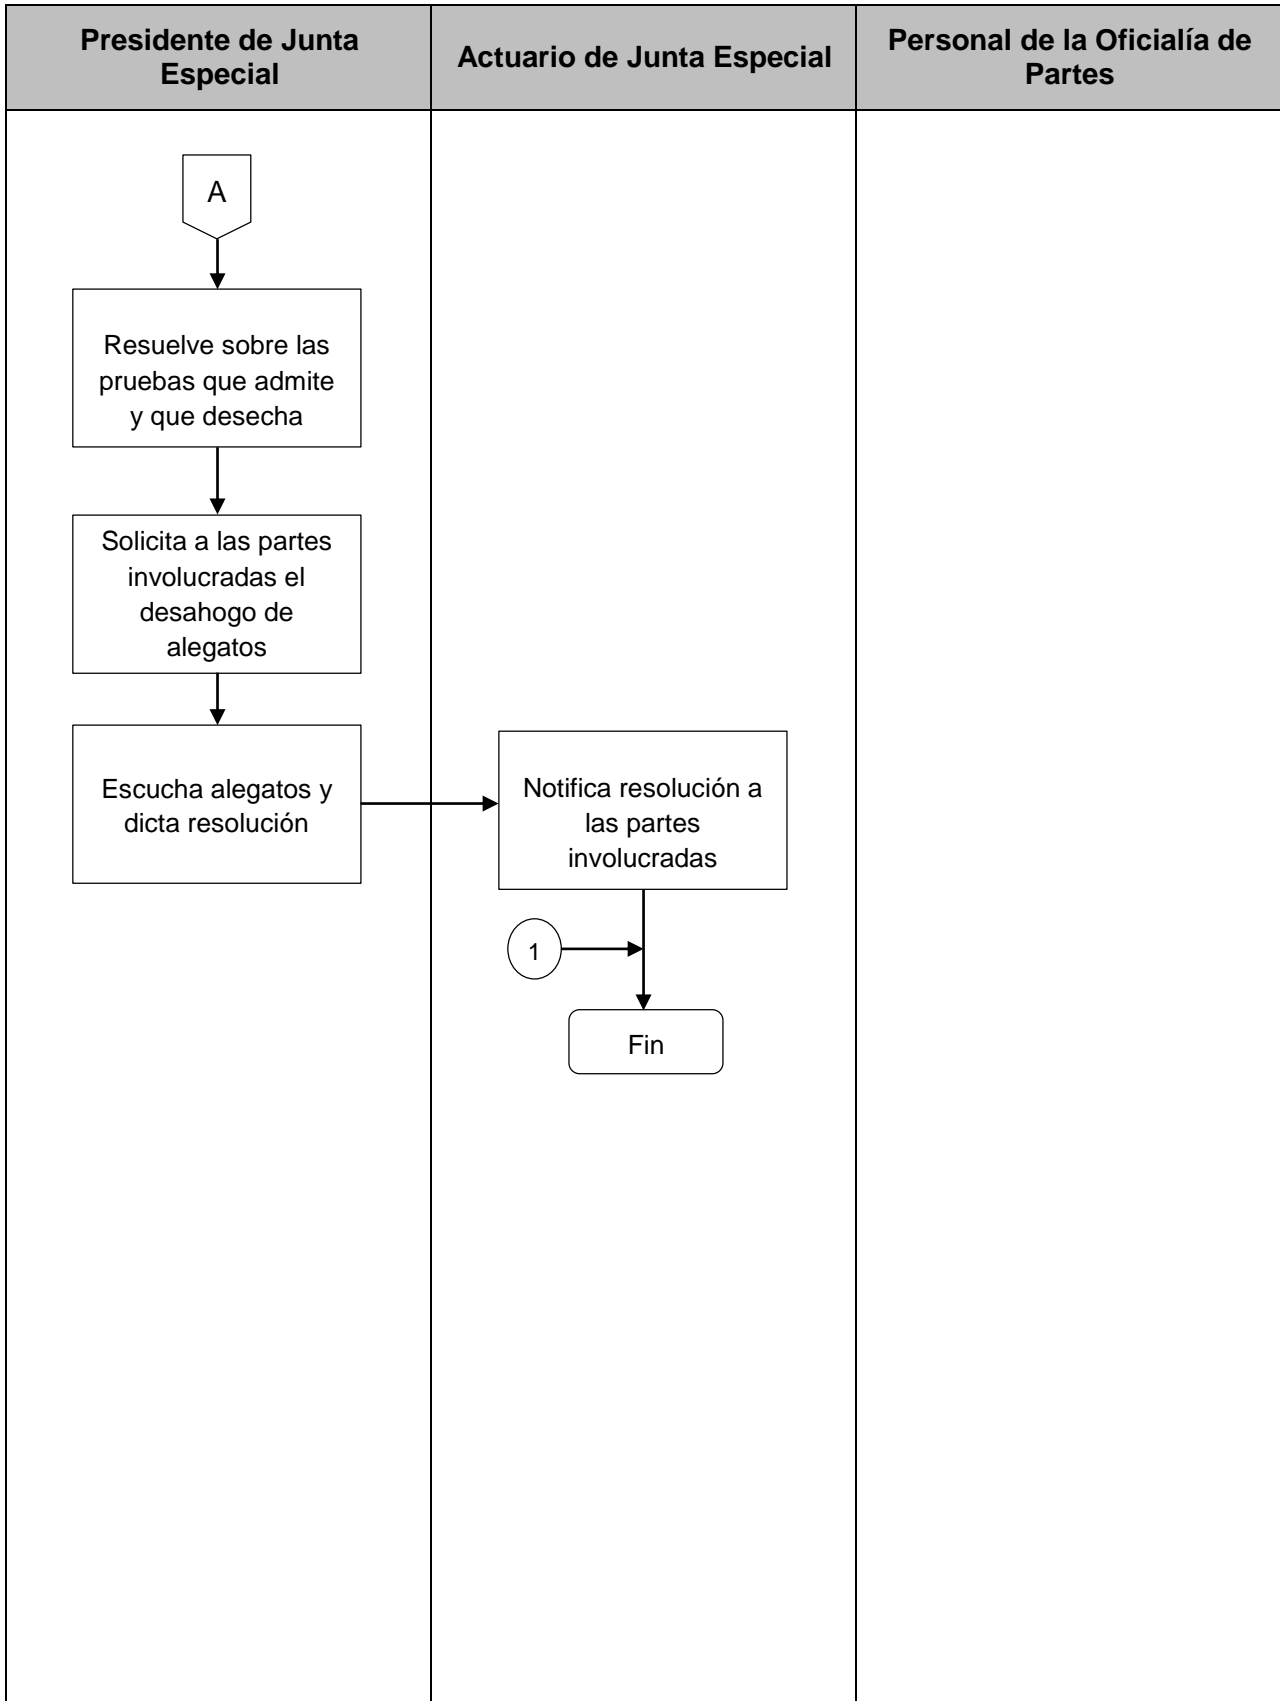 Presidente de Junta
Especial
Actuario de Junta Especial
Personal de la Oficialía de
Partes
A
Resuelve sobre las
pruebas que admite
y que desecha
Solicita a las partes
involucradas el
desahogo de
alegatos
Escucha alegatos y
dicta resolución
Notifica resolución a
las partes
involucradas
1
Fin